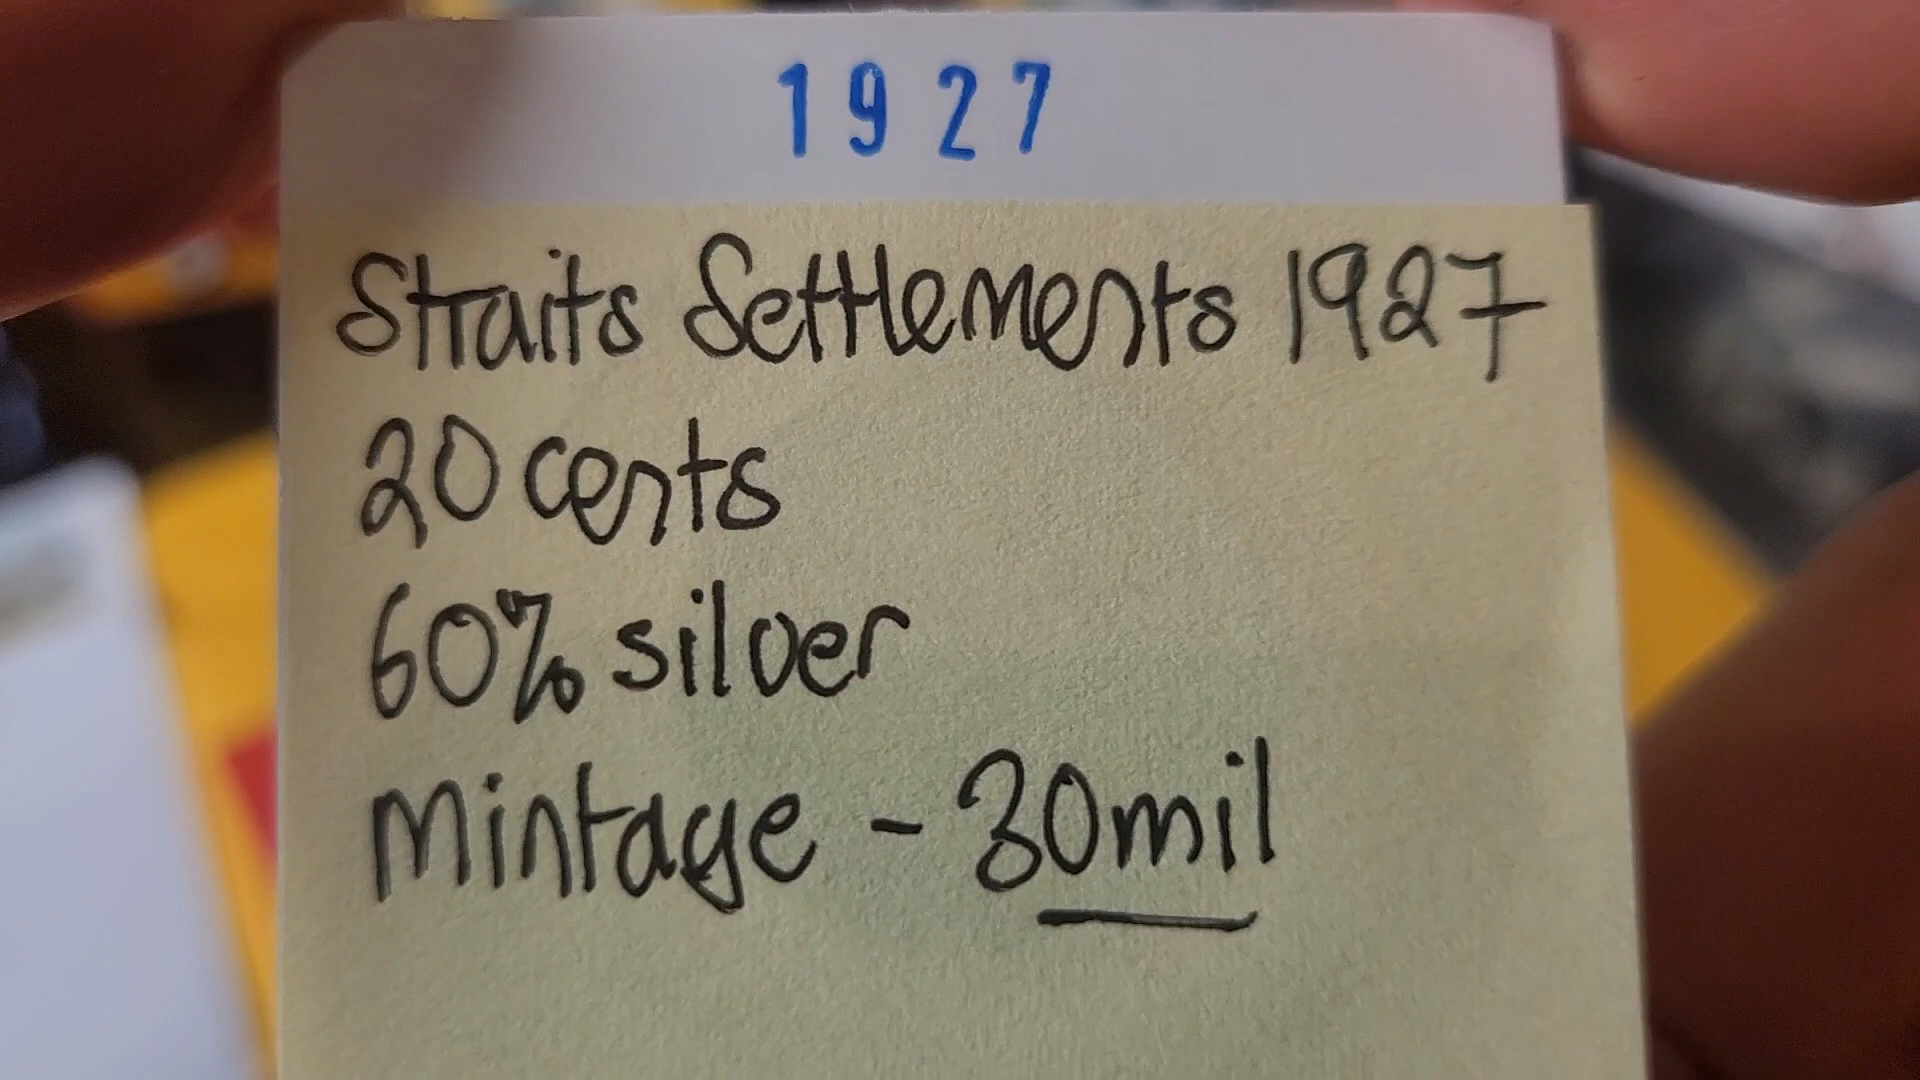 1927
Straits Settlements 1927
20 cents
60% silver
Mintage - 30mil